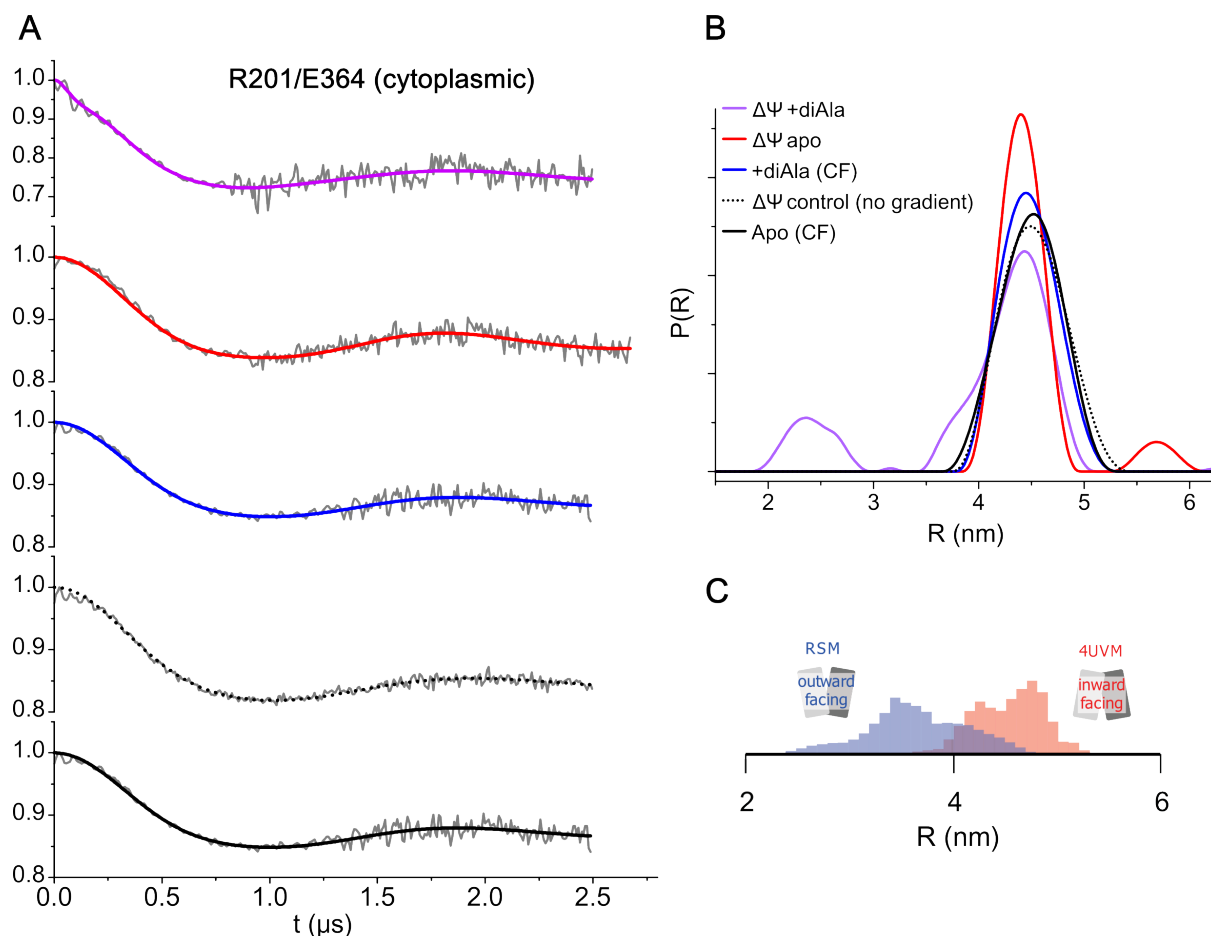 A
R201/E364 (cytoplasmic)
1.0
0.9
0.8
0.7
1.0
0.9
0.8
1.0
0.9
0.8
1.0
0.9
0.8
1.0
0.9
0.8
0.0
0.5
1.0
1.5
2.0
2.5
t (μs)
B
ΔΨ +diAla
ΔΨ apo
+diAla (CF)
ΔΨ control (no gradient)
Apo (CF)
P(R)
2
3
4
5
6
R (nm)
C
RSM
outward
facing
4UVM
inward
facing
2
4
6
R (nm)